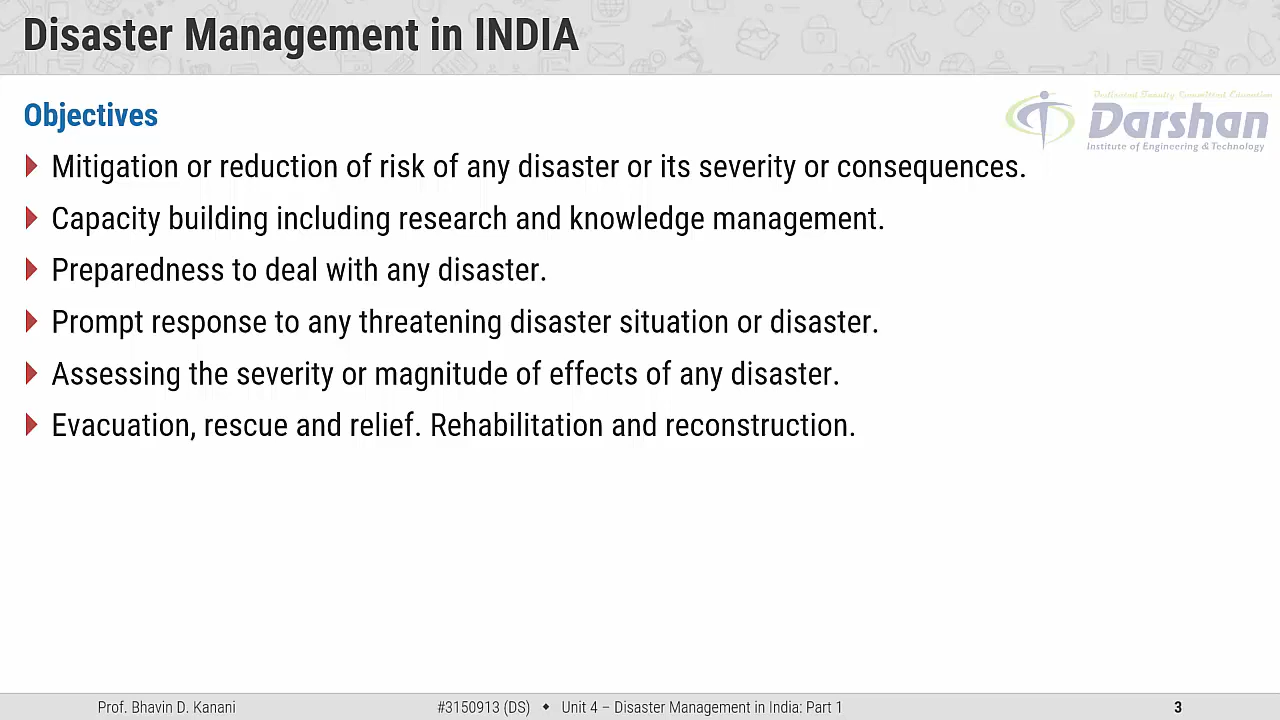 Disaster Management in INDIA
Objectives
Dedicated Faculty Committed Education
Darshan
Institute of Engineering & Technology
Mitigation or reduction of risk of any disaster or its severity or consequences.
Capacity building including research and knowledge management.
Preparedness to deal with any disaster.
Prompt response to any threatening disaster situation or disaster.
Assessing the severity or magnitude of effects of any disaster.
Evacuation, rescue and relief. Rehabilitation and reconstruction.
Prof. Bhavin D. Kanani #3150913 (DS) ◆ Unit 4 – Disaster Management in India: Part 1 3